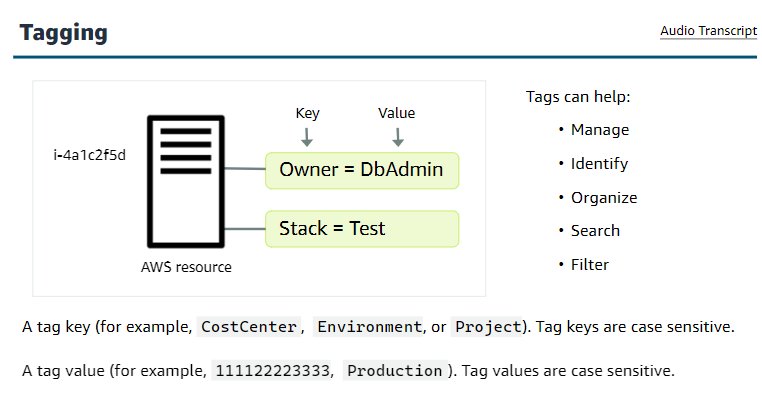 Tagging
Audio Transcript
Key Value
i-4a1c2f5d
Owner = DbAdmin
Stack = Test
AWS resource
Tags can help:
• Manage
• Identify
• Organize
• Search
• Filter
A tag key (for example, CostCenter, Environment, or Project). Tag keys are case sensitive.
A tag value (for example, 111122223333, Production ). Tag values are case sensitive.